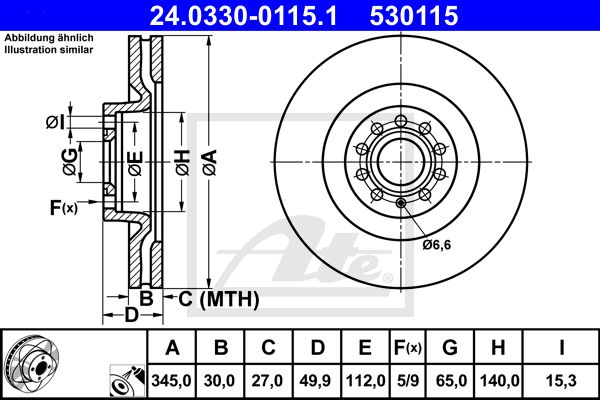 24.0330-0115.1 530115
Abbildung ähnlich
Illustration similar
ØI
ØG
ØE
ØH
ØA
F(x)
B
C (MTH)
D
Ø6,6
Ate
A B C D E F(x) G H I
345,0 30,0 27,0 49,9 112,0 5/9 65,0 140,0 15,3